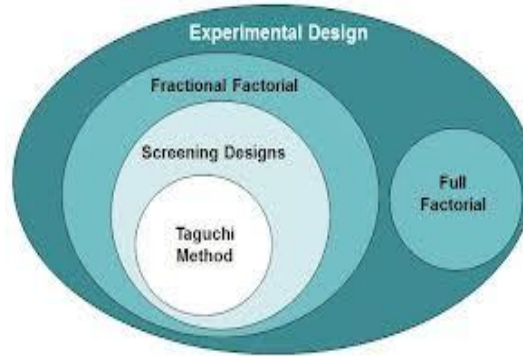 Experimental Design
Fractional Factorial
Screening Designs
Full
Factorial
Taguchi
Method